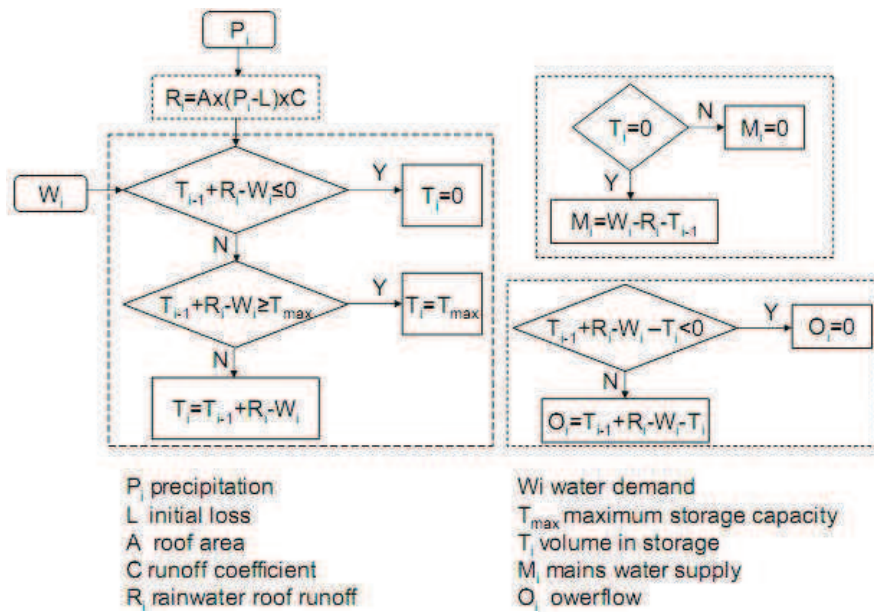 Pᵢ
Rᵢ=Ax(Pᵢ-L)xC
Wᵢ
Tᵢ₋₁+Rᵢ-Wᵢ≤0
Y
Tᵢ=0
N
Tᵢ₋₁+Rᵢ-Wᵢ≥Tmax
Y
Tᵢ=Tmax
N
Tᵢ=Tᵢ₋₁+Rᵢ-Wᵢ
Tᵢ=0
N
Mᵢ=0
Y
Mᵢ=Wᵢ-Rᵢ-Tᵢ₋₁
Tᵢ₋₁+Rᵢ-Wᵢ–Tᵢ<0
Y
Oᵢ=0
N
Oᵢ=Tᵢ₋₁+Rᵢ-Wᵢ-Tᵢ
Pᵢ precipitation
L initial loss
A roof area
C runoff coefficient
Rᵢ rainwater roof runoff
Wi water demand
Tmax maximum storage capacity
Tᵢ volume in storage
Mᵢ mains water supply
Oᵢ owerflow